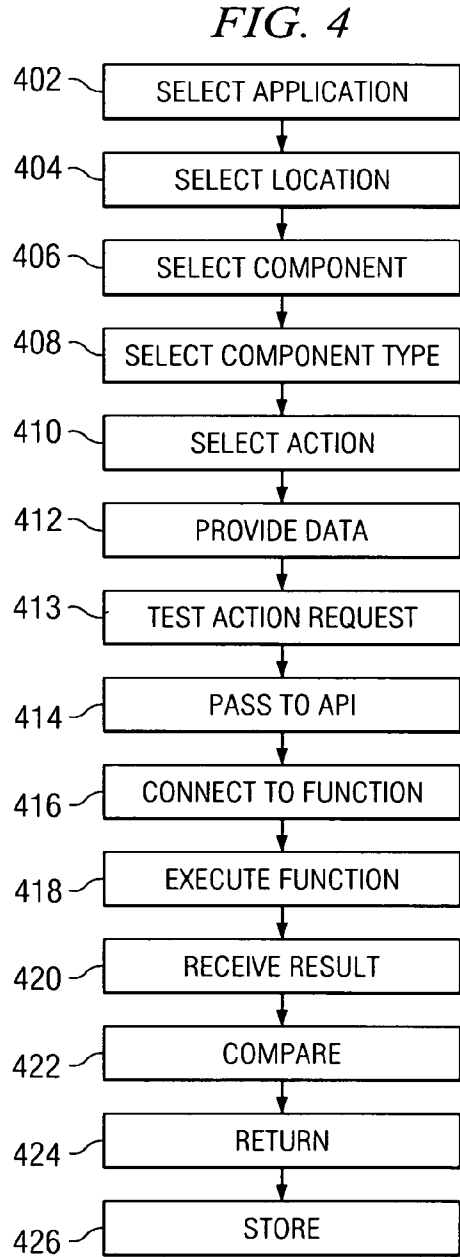 FIG. 4
402 SELECT APPLICATION
404 SELECT LOCATION
406 SELECT COMPONENT
408 SELECT COMPONENT TYPE
410 SELECT ACTION
412 PROVIDE DATA
413 TEST ACTION REQUEST
414 PASS TO API
416 CONNECT TO FUNCTION
418 EXECUTE FUNCTION
420 RECEIVE RESULT
422 COMPARE
424 RETURN
426 STORE